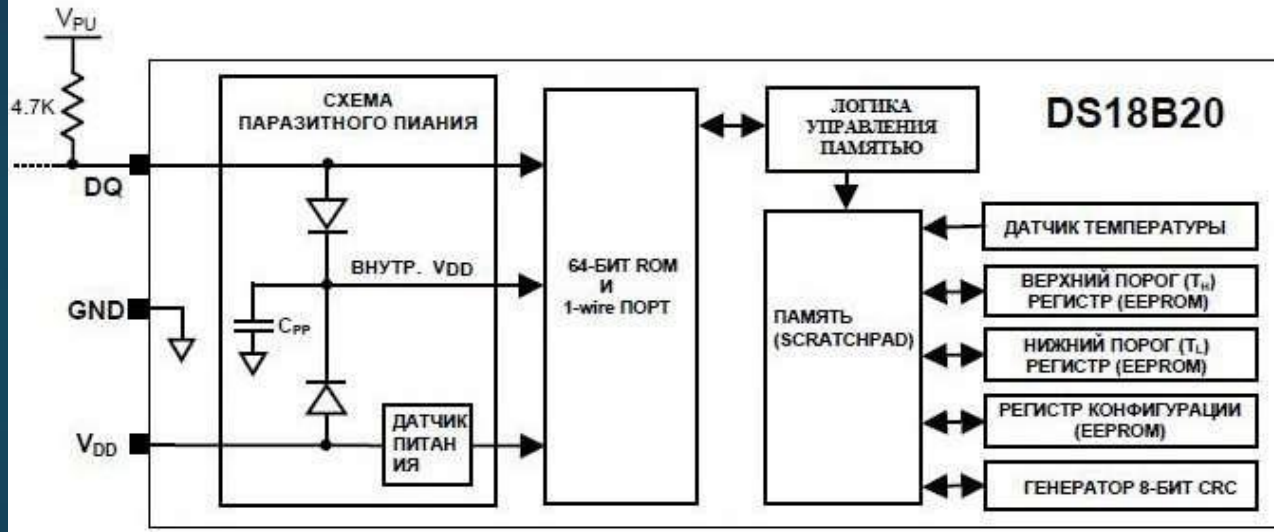 VPU
4.7K
DQ
GND
VDD
СХЕМА
ПАРАЗИТНОГО ПИАНИЯ
ВНУТР. VDD
CPP
ДАТЧИК
ПИТАН
ИЯ
64-БИТ ROM
И
1-wire ПОРТ
ЛОГИКА
УПРАВЛЕНИЯ
ПАМЯТЬЮ
DS18B20
ПАМЯТЬ
(SCRATCHPAD)
ДАТЧИК ТЕМПЕРАТУРЫ
ВЕРХНИЙ ПОРОГ (TH)
РЕГИСТР (EEPROM)
НИЖНИЙ ПОРОГ (TL)
РЕГИСТР (EEPROM)
РЕГИСТР КОНФИГУРАЦИИ
(EEPROM)
ГЕНЕРАТОР 8-БИТ CRC